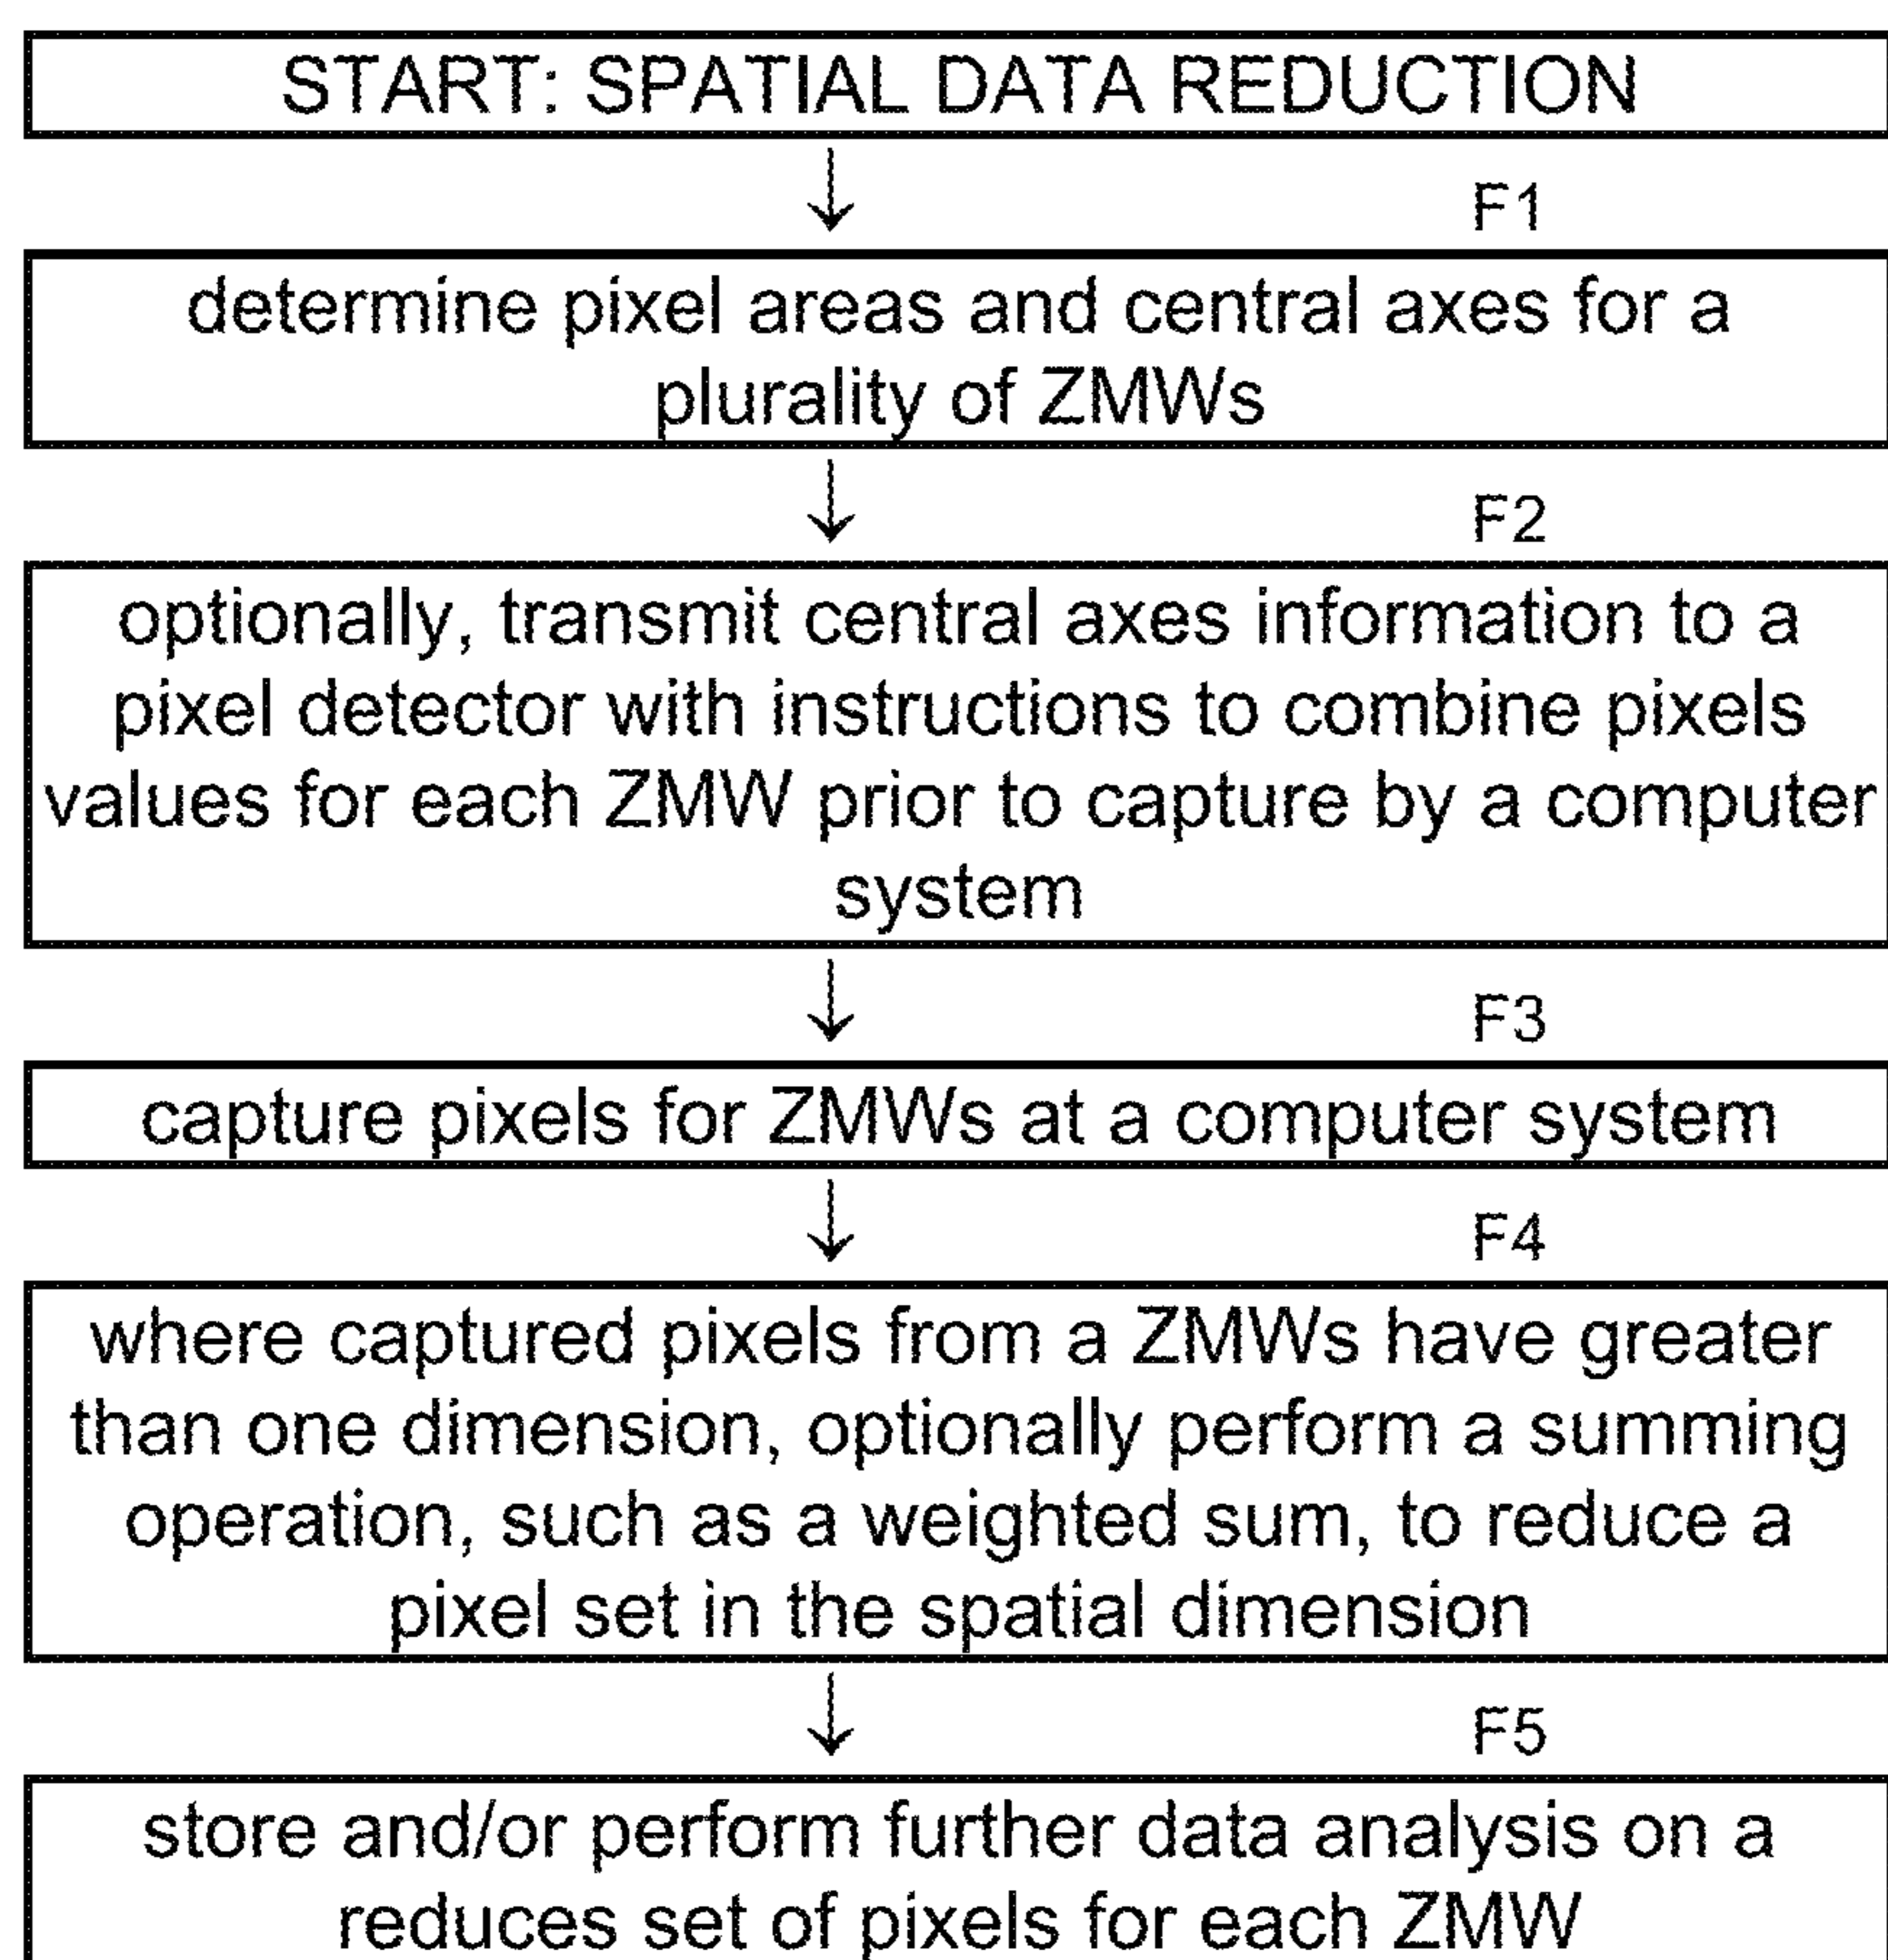 START: SPATIAL DATA REDUCTION
F1
determine pixel areas and central axes for a
plurality of ZMWs
F2
optionally, transmit central axes information to a
pixel detector with instructions to combine pixels
values for each ZMW prior to capture by a computer
system
F3
capture pixels for ZMWs at a computer system
F4
where captured pixels from a ZMWs have greater
than one dimension, optionally perform a summing
operation, such as a weighted sum, to reduce a
pixel set in the spatial dimension
F5
store and/or perform further data analysis on a
reduces set of pixels for each ZMW